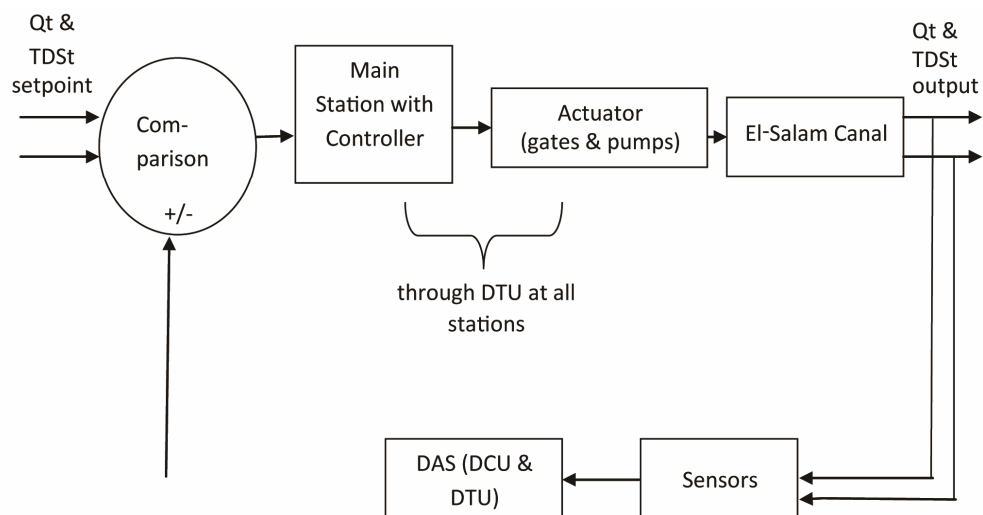 Qt &
TDSt
setpoint
Com-
parison
+/-
Main
Station with
Controller
Actuator
(gates & pumps)
El-Salam Canal
Qt &
TDSt
output
through DTU at all
stations
DAS (DCU &
DTU)
Sensors